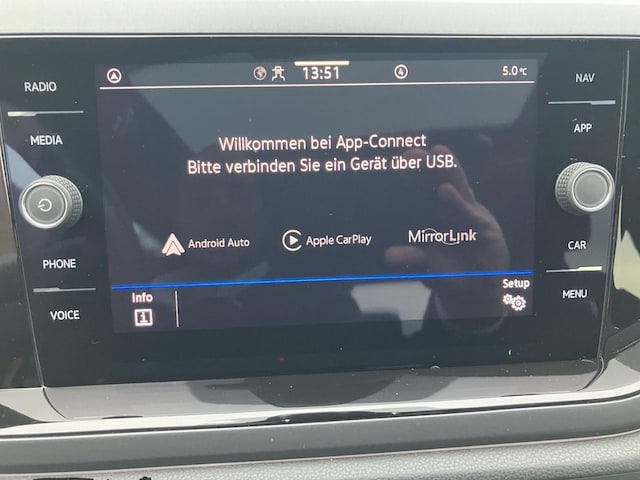 RADIO
MEDIA
PHONE
VOICE
13:51
4
5.0°C
Willkommen bei App-Connect
Bitte verbinden Sie ein Gerät über USB.
Android Auto
Apple CarPlay
MirrorLink
Info
i
Setup
NAV
APP
CAR
MENU